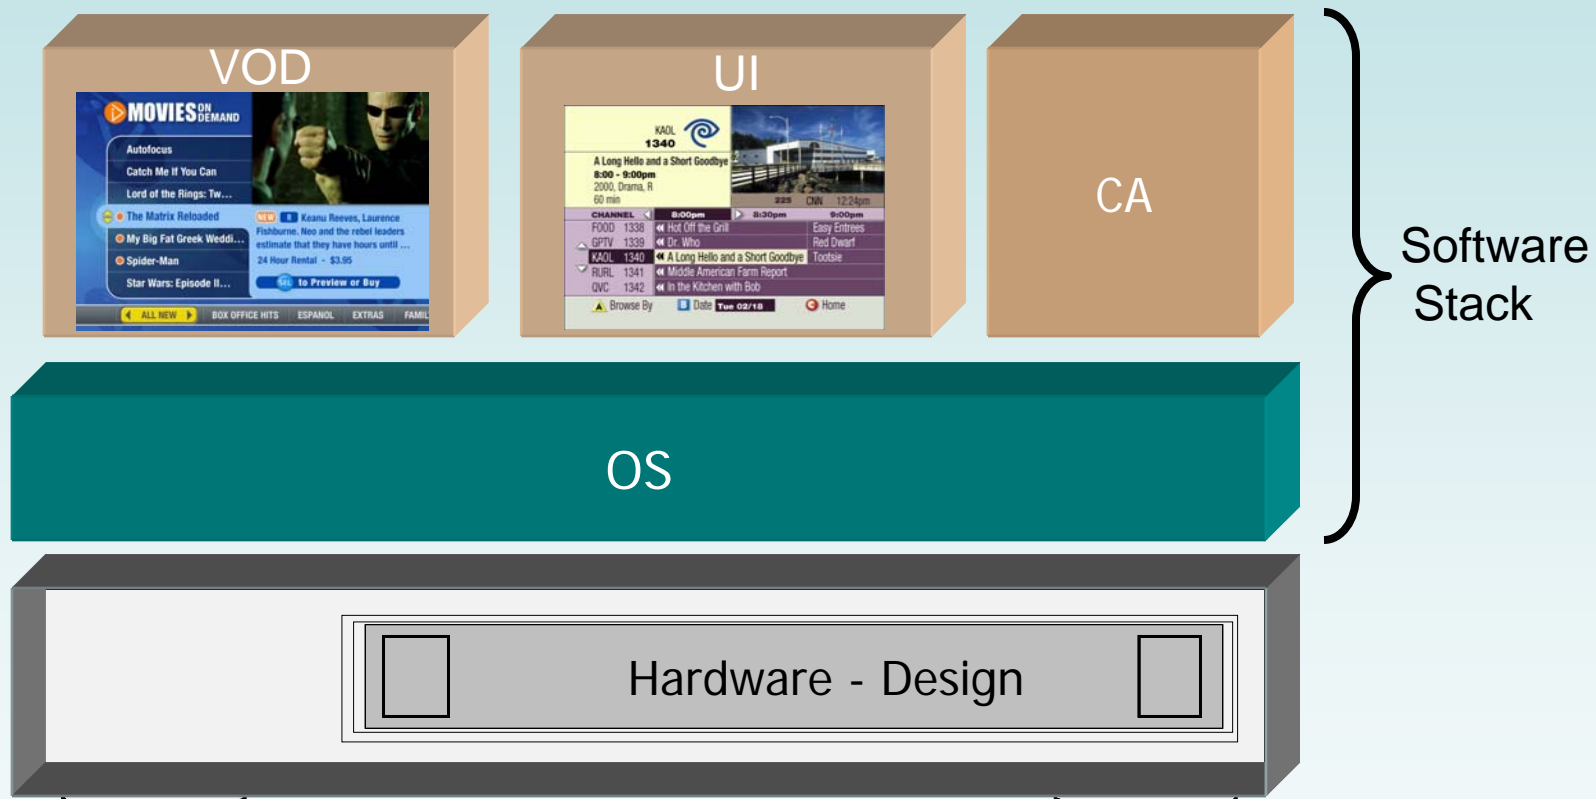 VOD
MOVIES ON DEMAND
Autofocus
Catch Me If You Can
Lord of the Rings: Tw...
The Matrix Reloaded
My Big Fat Greek Weddi...
Spider-Man
Star Wars: Episode II...
NEW R Keanu Reeves, Laurence
Fishburne. Neo and the rebel leaders
estimate that they have hours until ...
24 Hour Rental - $3.95
SEL to Preview or Buy
ALL NEW BOX OFFICE HITS ESPANOL EXTRAS FAMIL
UI
KAOL
1340
A Long Hello and a Short Goodbye
8:00 - 9:00pm
2000, Drama, R
60 min
225 CNN 12:24pm
CHANNEL 8:00pm 8:30pm 9:00pm
FOOD 1338 Hot Off the Grill Easy Entrees
GPTV 1339 Dr. Who Red Dwarf
KAOL 1340 A Long Hello and a Short Goodbye Tootsie
RURL 1341 Middle American Farm Report
QVC 1342 In the Kitchen with Bob
A Browse By B Date Tue 02/18 C Home
CA
Software
Stack
OS
Hardware - Design